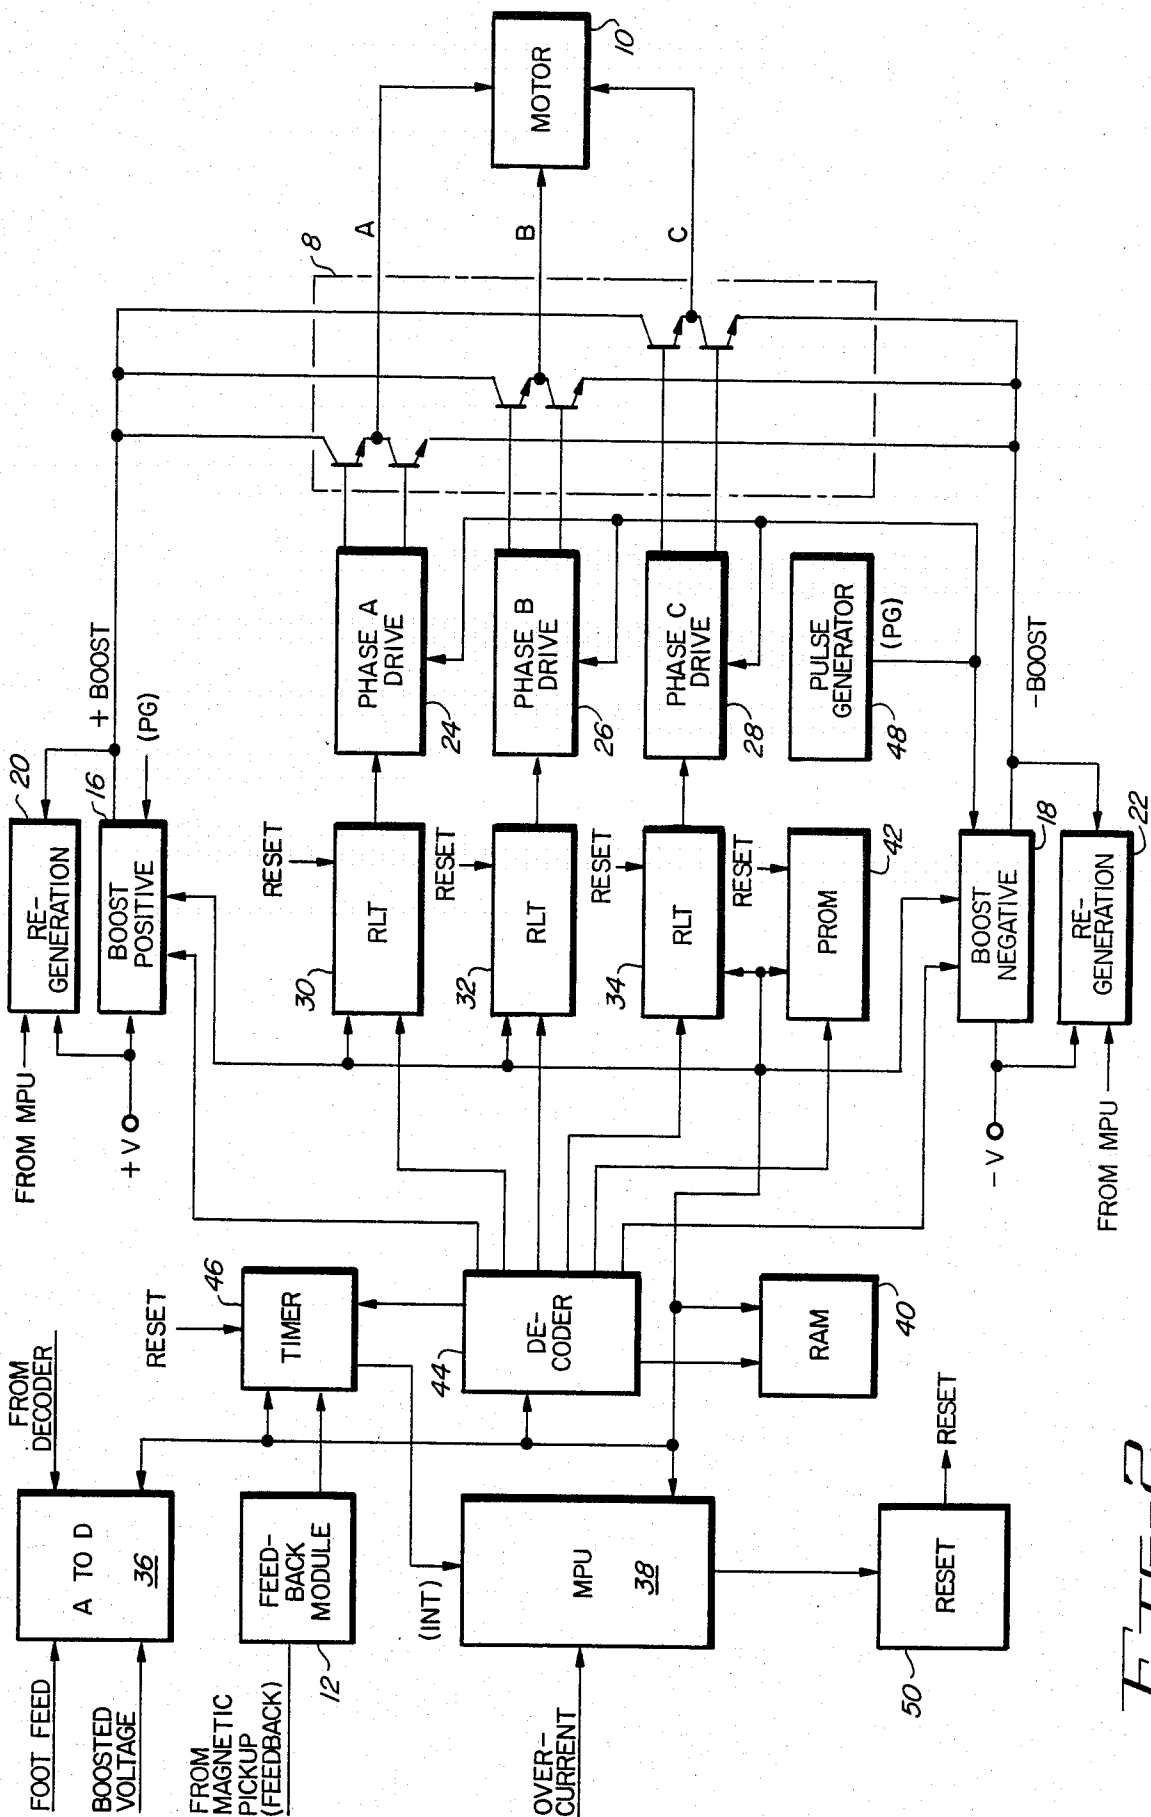 FOOT FEED
BOOSTED
VOLTAGE
FROM
DECODER
A TO D
36
FROM
MAGNETIC
PICKUP
(FEEDBACK)
FEED-
BACK
MODULE
12
RESET
TIMER
46
(INT)
OVER-
CURRENT
MPU
38
RESET
50
RESET
DE-
CODER
44
RAM
40
FROM MPU
+ V
RE-
GENERATION
20
BOOST
POSITIVE
16
(PG)
+ BOOST
RESET
RLT
30
RESET
RLT
32
RESET
RLT
34
RESET
PROM
42
PHASE A
DRIVE
24
PHASE B
DRIVE
26
PHASE C
DRIVE
28
PULSE
GENERATOR
48
(PG)
- V
FROM MPU
BOOST
NEGATIVE
18
RE-
GENERATION
22
-BOOST
8
A
B
C
MOTOR
10